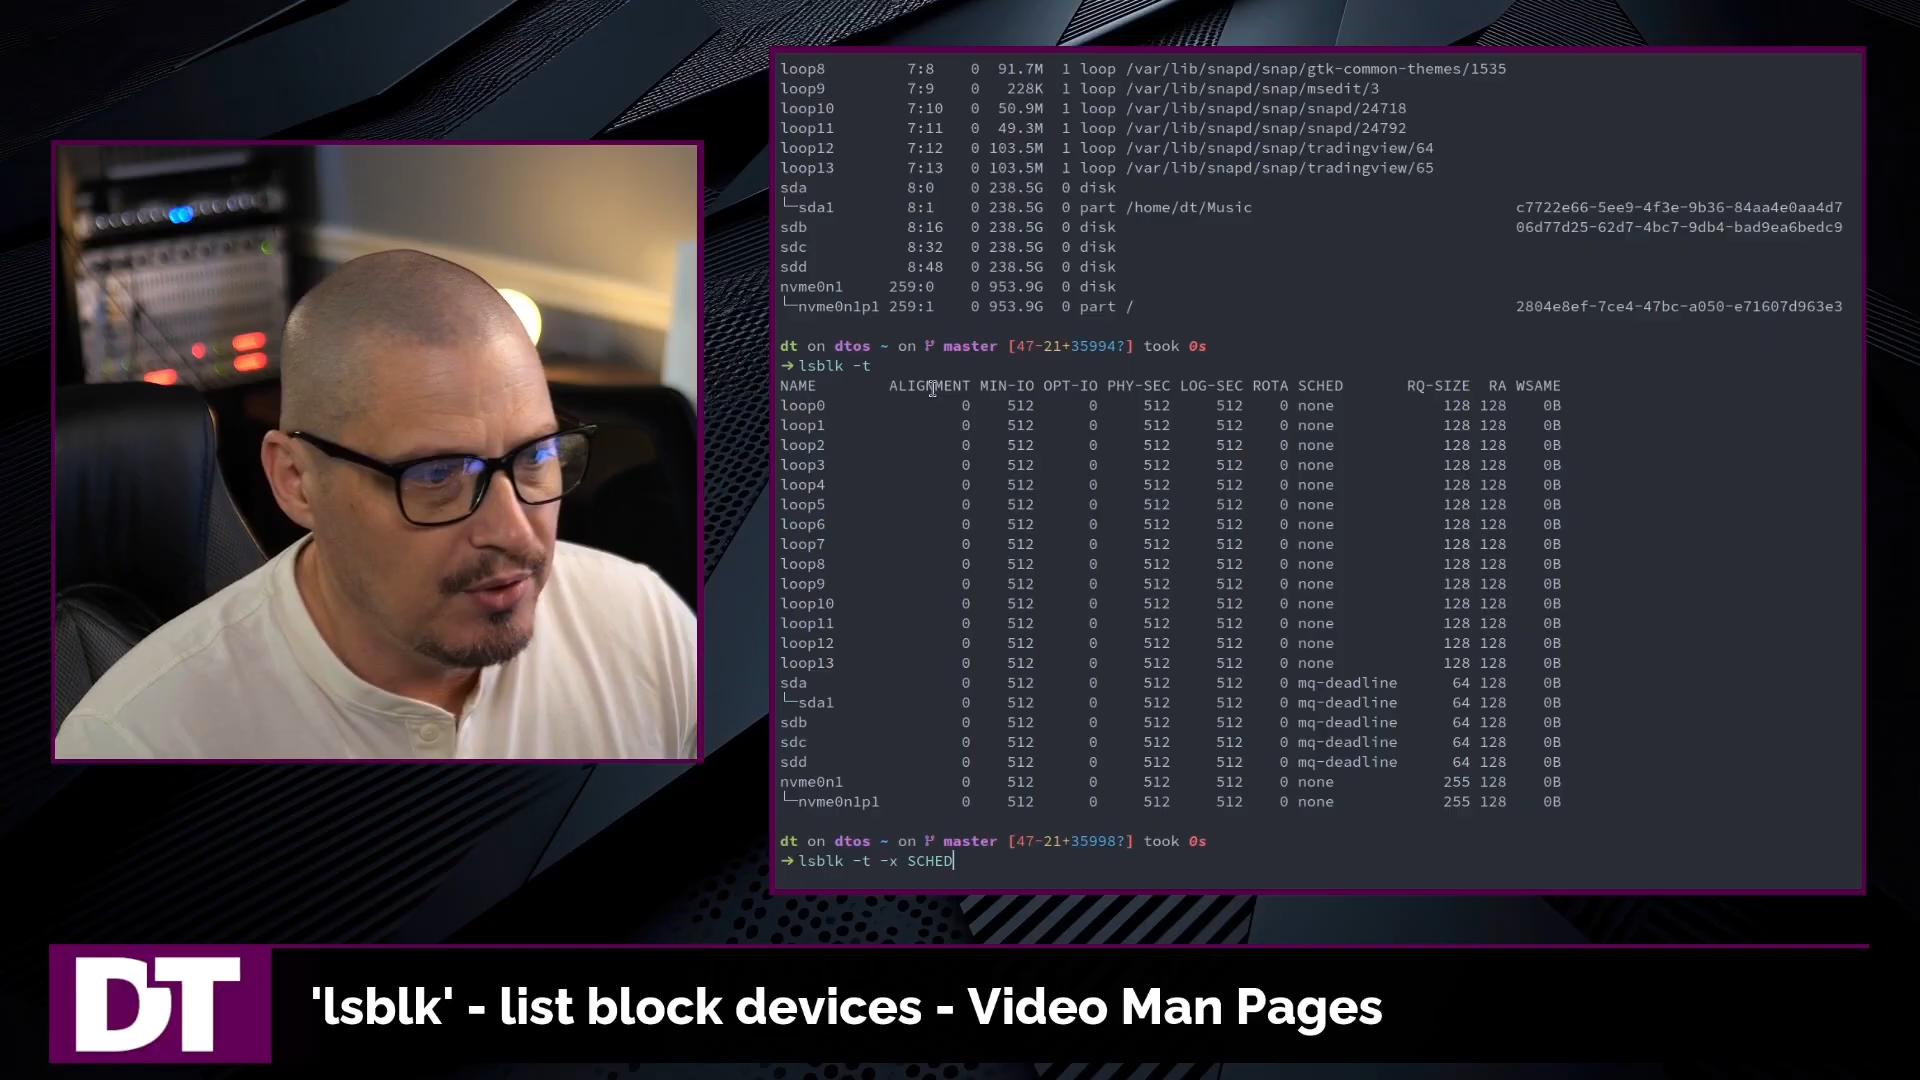 loop8         7:8    0  91.7M  1 loop /var/lib/snapd/snap/gtk-common-themes/1535
loop9         7:9    0   228K  1 loop /var/lib/snapd/snap/msedit/3
loop10        7:10   0  50.9M  1 loop /var/lib/snapd/snap/snapd/24718
loop11        7:11   0  49.3M  1 loop /var/lib/snapd/snap/snapd/24792
loop12        7:12   0 103.5M  1 loop /var/lib/snapd/snap/tradingview/64
loop13        7:13   0 103.5M  1 loop /var/lib/snapd/snap/tradingview/65
sda           8:0    0 238.5G  0 disk
└─sda1        8:1    0 238.5G  0 part /home/dt/Music                             c7722e66-5ee9-4f3e-9b36-84aa4e0aa4d7
sdb           8:16   0 238.5G  0 disk                                            06d77d25-62d7-4bc7-9db4-bad9ea6bedc9
sdc           8:32   0 238.5G  0 disk
sdd           8:48   0 238.5G  0 disk
nvme0n1     259:0    0 953.9G  0 disk
└─nvme0n1p1 259:1    0 953.9G  0 part /                                          2804e8ef-7ce4-47bc-a050-e71607d963e3
dt on dtos ~ on master [47-21+35994?] took 0s
→ lsblk -t
NAME        ALIGNMENT MIN-IO OPT-IO PHY-SEC LOG-SEC ROTA SCHED       RQ-SIZE  RA WSAME
loop0               0    512      0     512     512    0 none            128 128    0B
loop1               0    512      0     512     512    0 none            128 128    0B
loop2               0    512      0     512     512    0 none            128 128    0B
loop3               0    512      0     512     512    0 none            128 128    0B
loop4               0    512      0     512     512    0 none            128 128    0B
loop5               0    512      0     512     512    0 none            128 128    0B
loop6               0    512      0     512     512    0 none            128 128    0B
loop7               0    512      0     512     512    0 none            128 128    0B
loop8               0    512      0     512     512    0 none            128 128    0B
loop9               0    512      0     512     512    0 none            128 128    0B
loop10              0    512      0     512     512    0 none            128 128    0B
loop11              0    512      0     512     512    0 none            128 128    0B
loop12              0    512      0     512     512    0 none            128 128    0B
loop13              0    512      0     512     512    0 none            128 128    0B
sda                 0    512      0     512     512    0 mq-deadline      64 128    0B
└─sda1              0    512      0     512     512    0 mq-deadline      64 128    0B
sdb                 0    512      0     512     512    0 mq-deadline      64 128    0B
sdc                 0    512      0     512     512    0 mq-deadline      64 128    0B
sdd                 0    512      0     512     512    0 mq-deadline      64 128    0B
nvme0n1             0    512      0     512     512    0 none            255 128    0B
└─nvme0n1p1         0    512      0     512     512    0 none            255 128    0B
dt on dtos ~ on master [47-21+35998?] took 0s
→ lsblk -t -x SCHED
DT
'lsblk' - list block devices - Video Man Pages